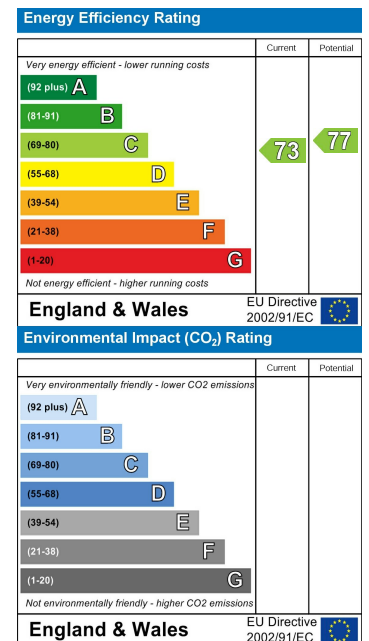 Energy Efficiency Rating
Current Potential
Very energy efficient - lower running costs
(92 plus) A
(81-91) B
(69-80) C
(55-68) D
(39-54) E
(21-38) F
(1-20) G
73 77
Not energy efficient - higher running costs
England & Wales
EU Directive
2002/91/EC
Environmental Impact (CO₂) Rating
Current Potential
Very environmentally friendly - lower CO2 emissions
(92 plus) A
(81-91) B
(69-80) C
(55-68) D
(39-54) E
(21-38) F
(1-20) G
Not environmentally friendly - higher CO2 emissions
England & Wales
EU Directive
2002/91/EC